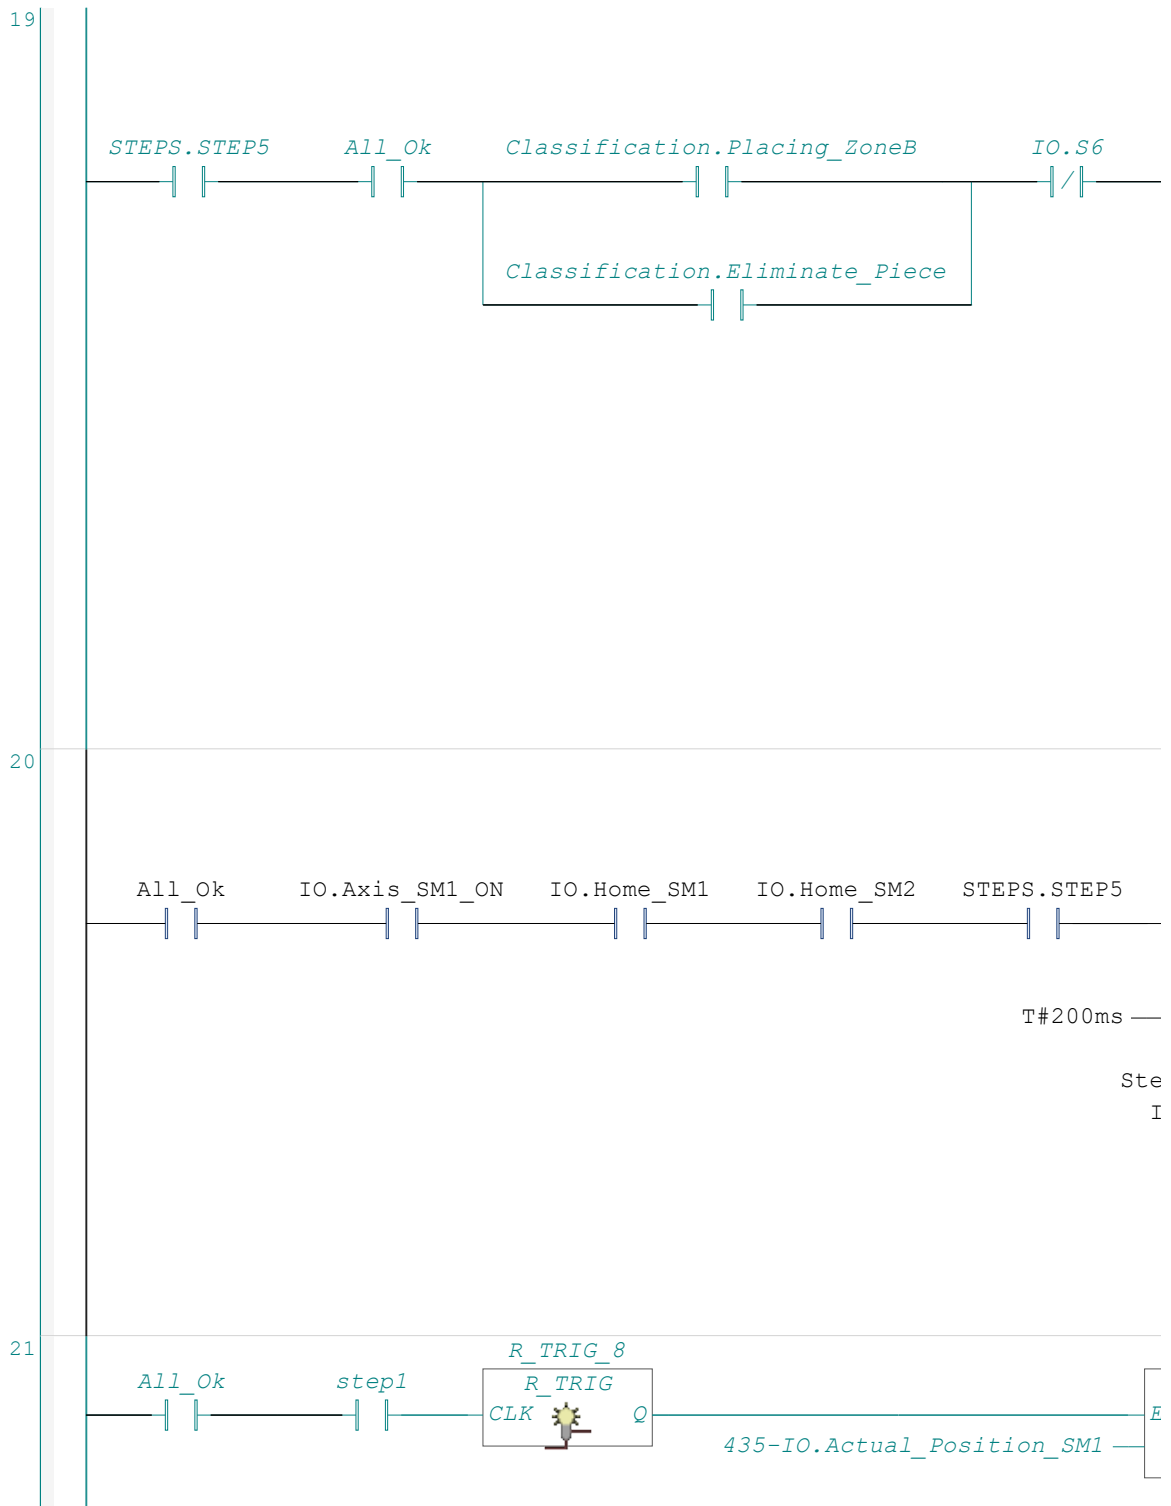 19
STEPS.STEP5 All_Ok Classification.Placing_ZoneB IO.S6
/
Classification.Eliminate_Piece
20
All_Ok IO.Axis_SM1_ON IO.Home_SM1 IO.Home_SM2 STEPS.STEP5
T#200ms
Ste
I
21
R_TRIG_8
All_Ok step1 R_TRIG
CLK Q E
435-IO.Actual_Position_SM1